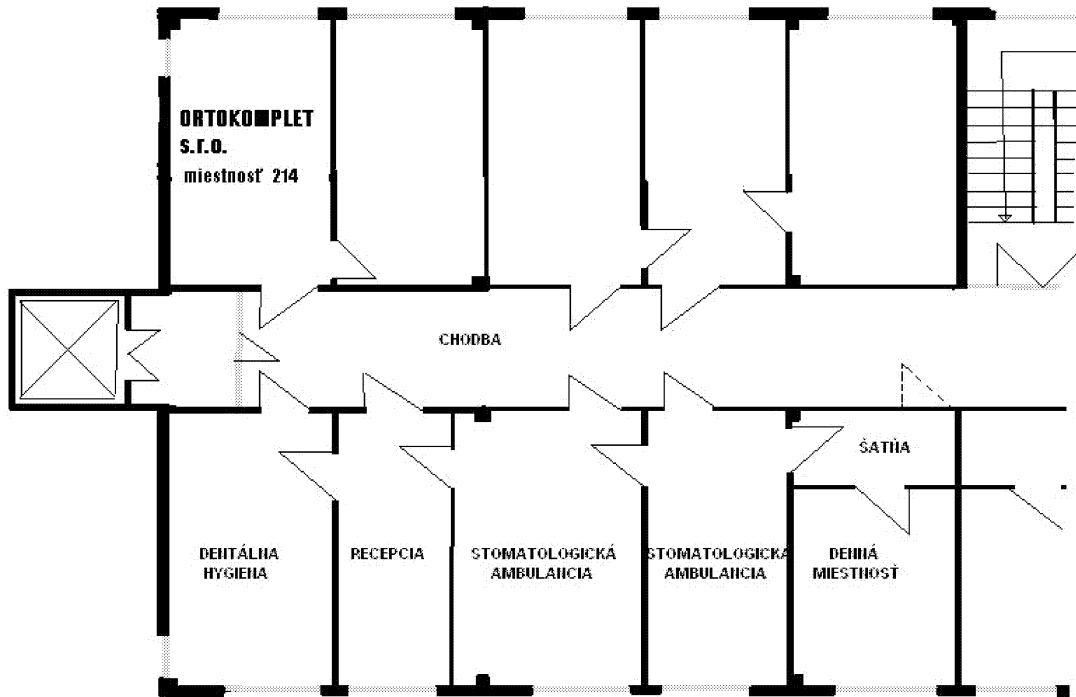 ORTOKOMPLET
s.r.o.
miestnosť 214
CHODBA
ŠATŇA
DENTÁLNA
HYGIENA
RECEPCIA
STOMATOLOGICKÁ
AMBULANCIA
STOMATOLOGICKÁ
AMBULANCIA
DENNÁ
MIESTNOSŤ